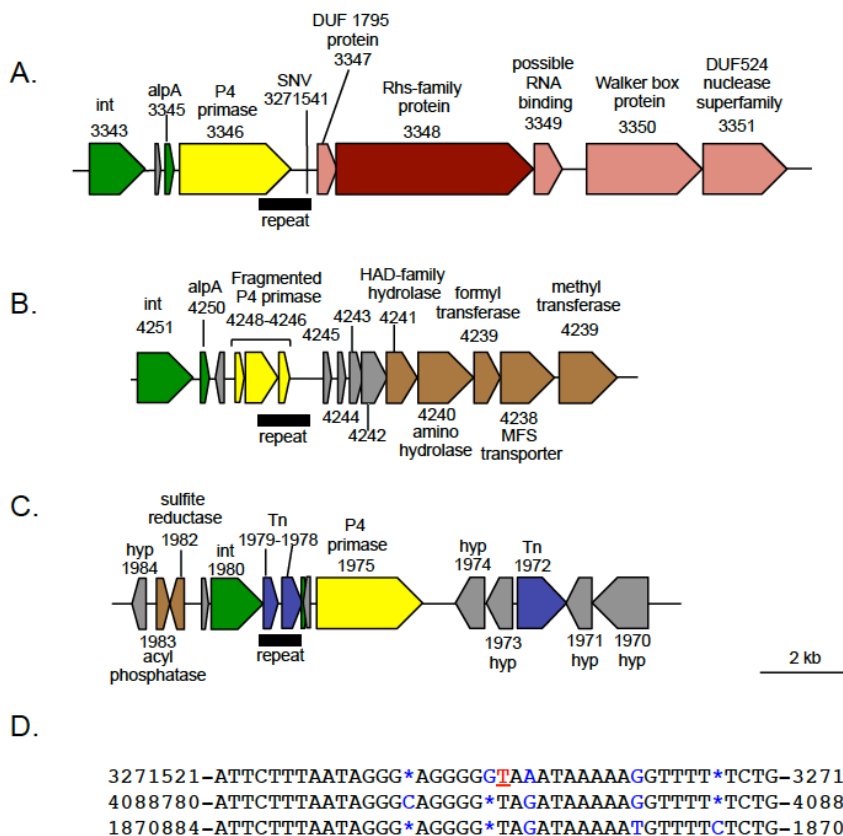 A.
DUF 1795
protein
3347
SNV
3271541
int
3343
alpA
3345
P4
primase
3346
Rhs-family
protein
3348
possible
RNA
binding
3349
Walker box
protein
3350
DUF524
nuclease
superfamily
3351
repeat
B.
int
4251
alpA
4250
Fragmented
P4 primase
4248-4246
4245
4243
HAD-family
hydrolase
4241
formyl
transferase
4239
methyl
transferase
4239
repeat
4244
4242
4240
amino
hydrolase
4238
MFS
transporter
C.
hyp
1984
sulfite
reductase
1982
int
1980
Tn
1979-1978
P4
primase
1975
hyp
1974
Tn
1972
1983
acyl
phosphatase
repeat
1973
hyp
1971
hyp
1970
hyp
2 kb
D.
3271521-ATTCTTTAATAGGG*AGGGGGTAAATAAAAAGGTTTT*TCTG-3271
4088780-ATTCTTTAATAGGGCAGGGG*TAGATAAAAAGGTTTT*TCTG-4088
1870884-ATTCTTTAATAGGG*AGGGG*TAGATAAAAATGTTTTCTCTG-1870